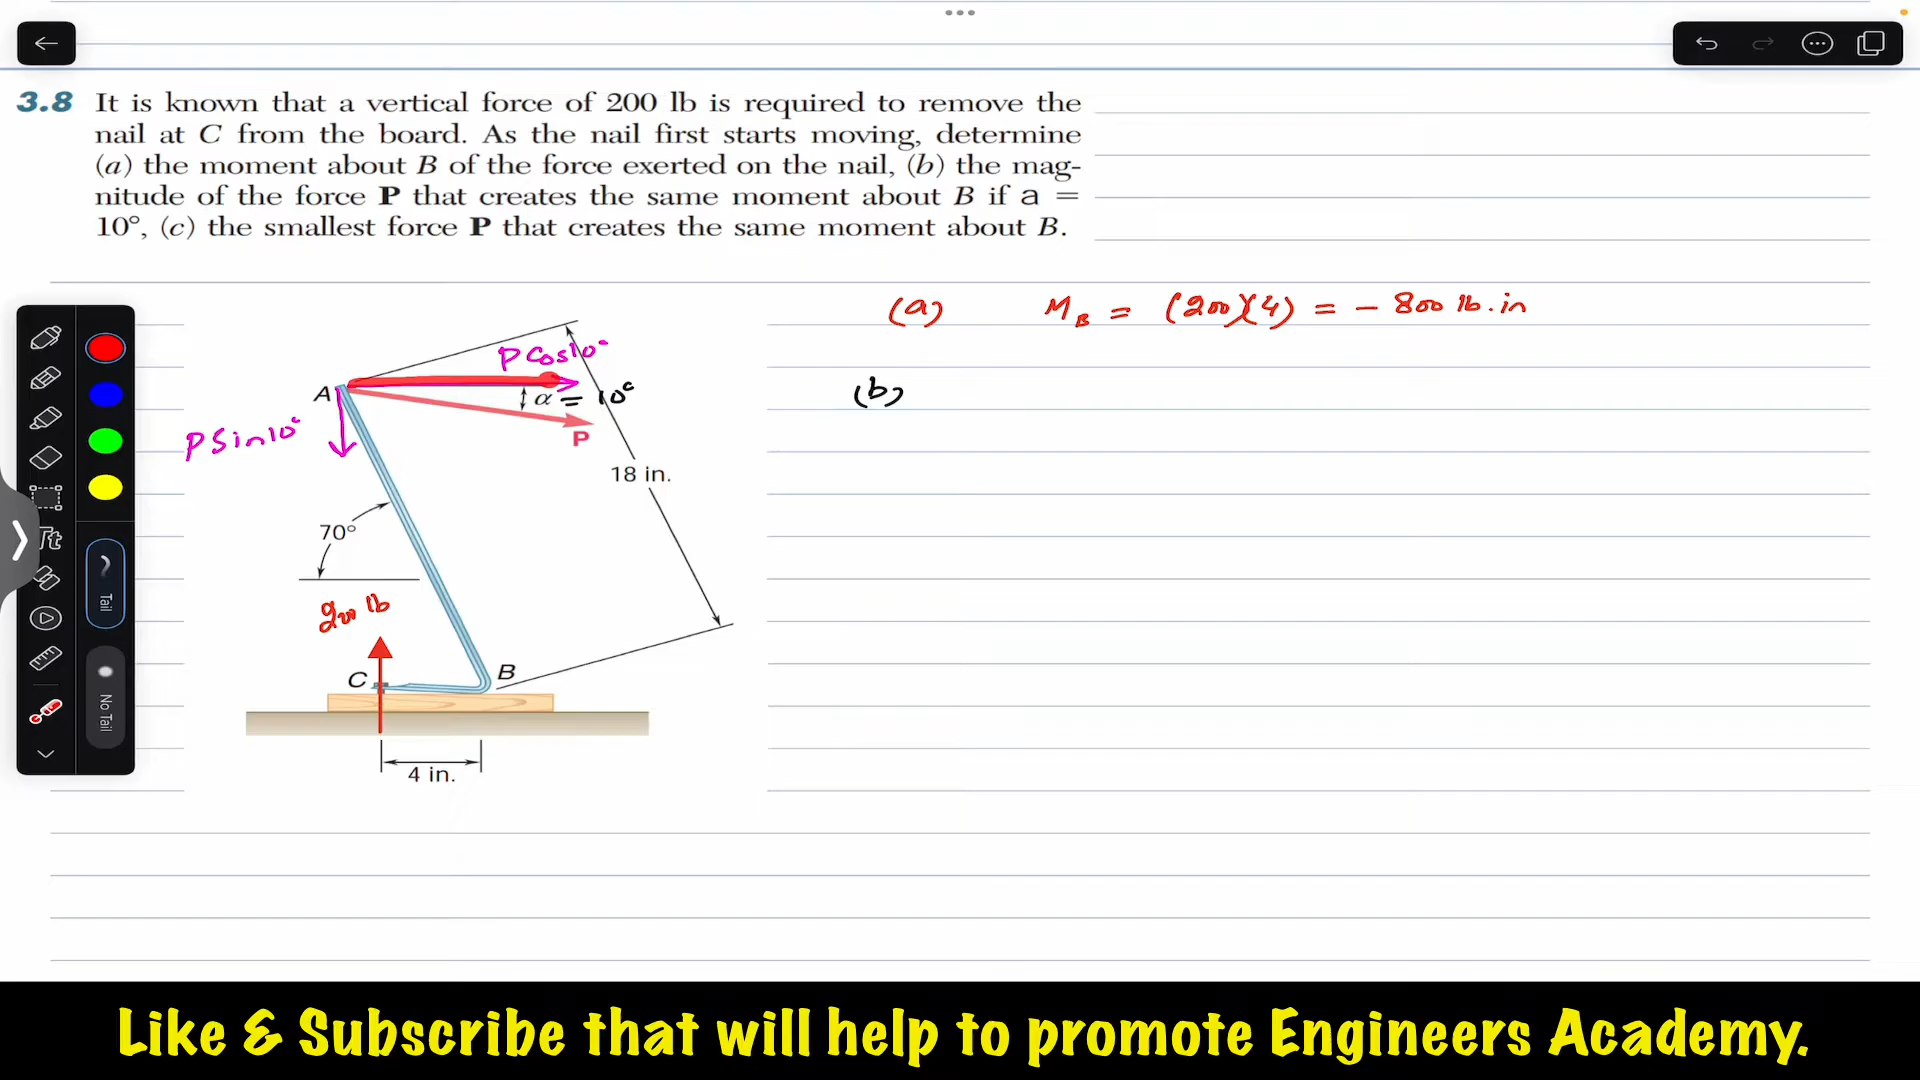 3.8 It is known that a vertical force of 200 lb is required to remove the
nail at C from the board. As the nail first starts moving, determine
(a) the moment about B of the force exerted on the nail, (b) the mag-
nitude of the force P that creates the same moment about B if a =
10°, (c) the smallest force P that creates the same moment about B.
(a) M_B = (200)(4) = - 800 lb.in
P Cos10°
A
α = 10°
(b)
P Sin10°
P
18 in.
70°
Tt
Tail
200 lb
C
B
No Tail
4 in.
Like & Subscribe that will help to promote Engineers Academy.